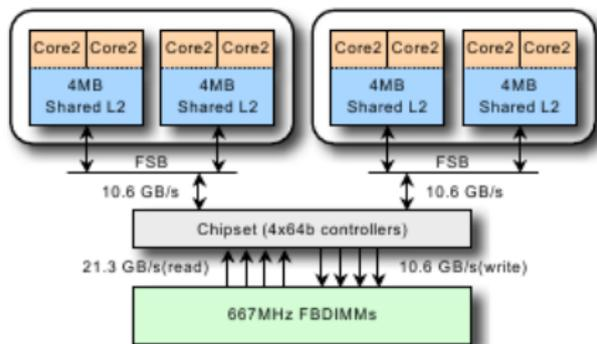 Core2 Core2 Core2 Core2 Core2 Core2 Core2 Core2
4MB 4MB 4MB 4MB
Shared L2 Shared L2 Shared L2 Shared L2
FSB FSB
10.6 GB/s 10.6 GB/s
Chipset (4x64b controllers)
21.3 GB/s(read) 10.6 GB/s(write)
667MHz FBDIMMs